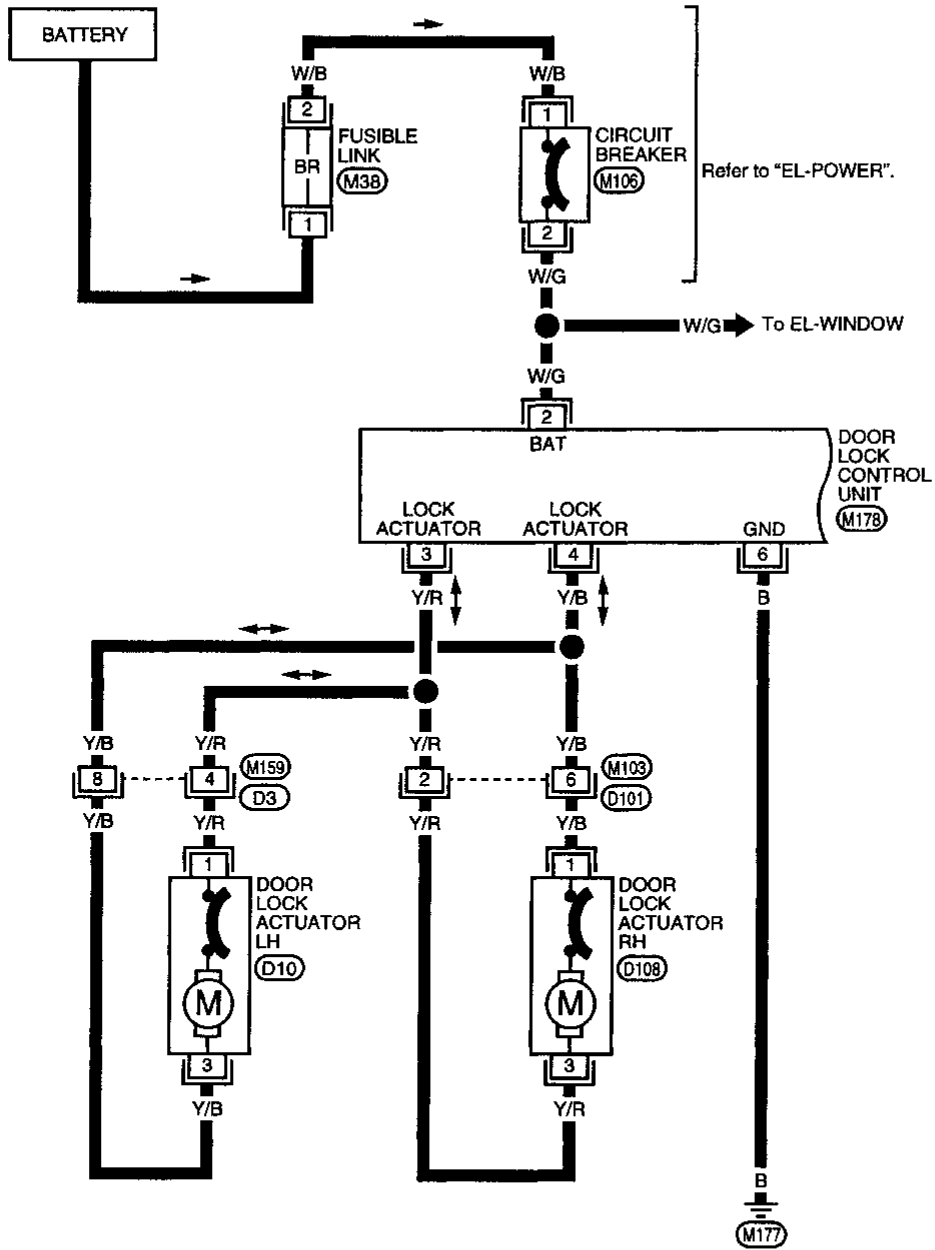 BATTERY
W/B
W/B
2
1
FUSIBLE
LINK
M38
BR
1
CIRCUIT
BREAKER
M106
2
Refer to "EL-POWER".
W/G
W/G
To EL-WINDOW
W/G
2
BAT
DOOR
LOCK
CONTROL
UNIT
M178
LOCK
ACTUATOR
LOCK
ACTUATOR
GND
3
4
6
Y/R
Y/B
B
Y/B
Y/R
Y/R
Y/B
8
4
M159
D3
2
6
M103
D101
Y/B
Y/R
Y/R
Y/B
1
1
DOOR
LOCK
ACTUATOR
LH
D10
M
DOOR
LOCK
ACTUATOR
RH
D108
M
3
3
Y/B
Y/R
B
M177